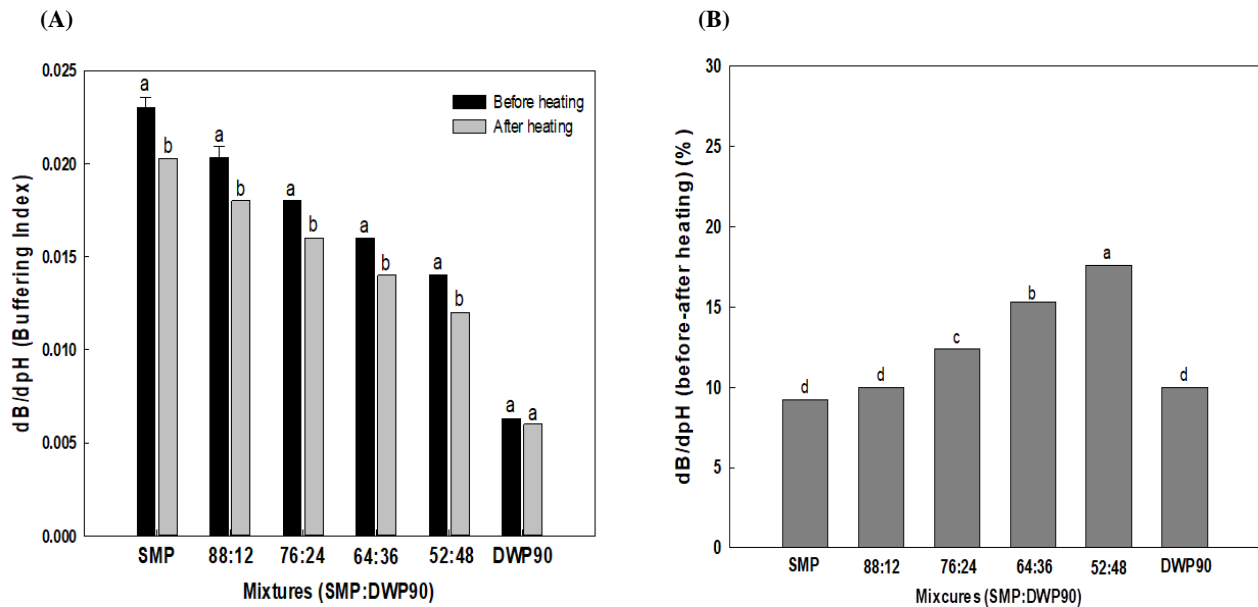 (A)
dB/dpH (Buffering Index)
0.025
0.020
0.015
0.010
0.005
0.000
Before heating
After heating
a
b
a
b
a
b
a
b
a
b
a
a
SMP
88:12
76:24
64:36
52:48
DWP90
Mixtures (SMP:DWP90)
(B)
dB/dpH (before-after heating) (%)
30
25
20
15
10
5
0
d
d
c
b
a
d
SMP
88:12
76:24
64:36
52:48
DWP90
Mixcures (SMP:DWP90)